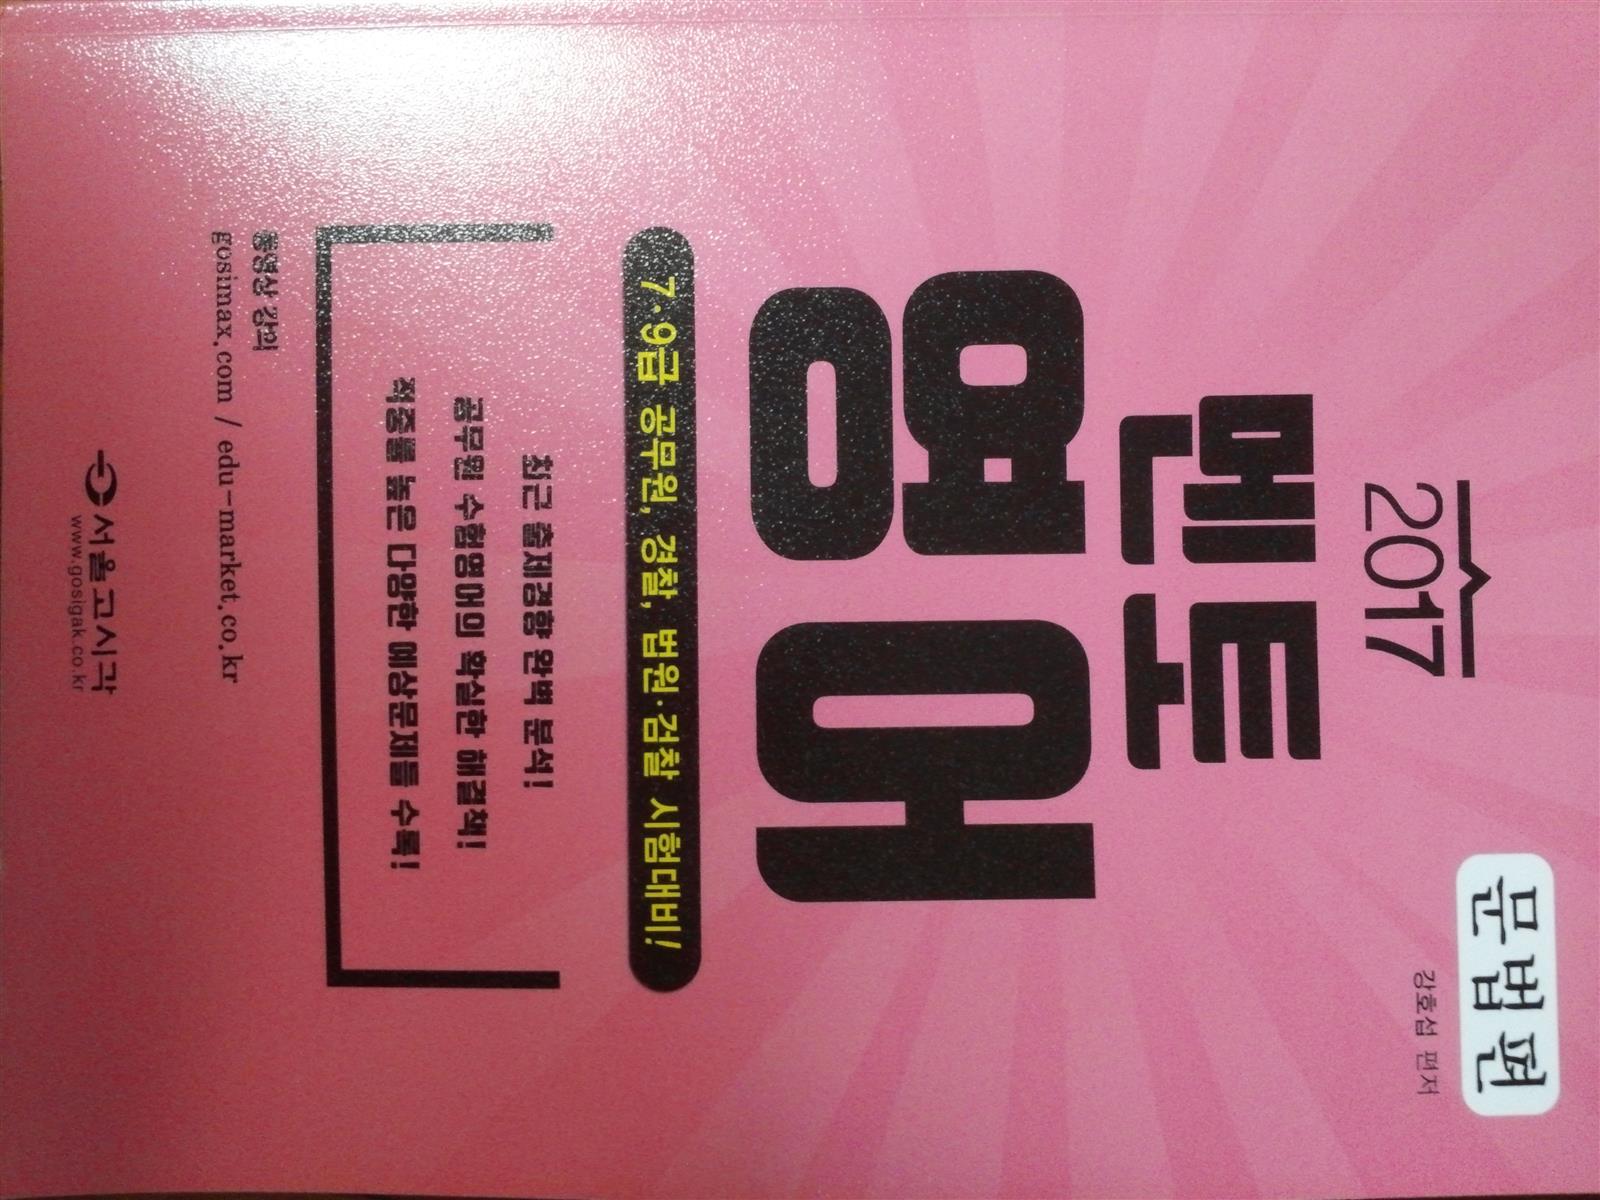 문법편
강호섭 편저
2017
멘토
영어
7·9급 공무원, 경찰, 법원·검찰 시험대비!
최근 출제경향 완벽 분석!
공무원 수험영어의 확실한 해결책!
적중률 높은 다양한 예상문제들 수록!
동영상 강의
gosimax.com / edu-market.co.kr
서울고시각
www.gosigak.co.kr